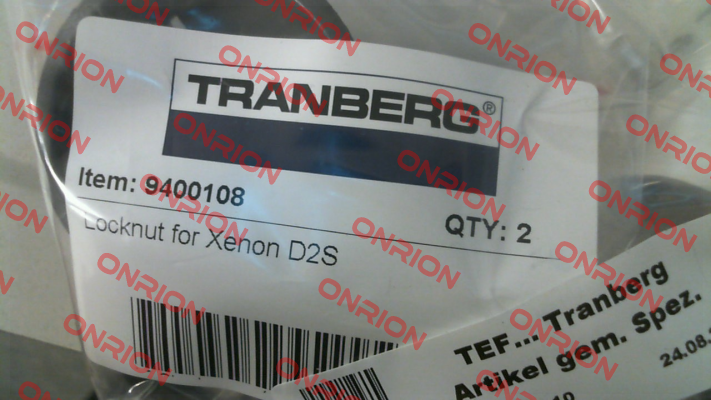 TRANBERG®
Item: 9400108
QTY: 2
Locknut for Xenon D2S
TEF... Tranberg
Artikel gem. Spez.
24.08.
ONRION